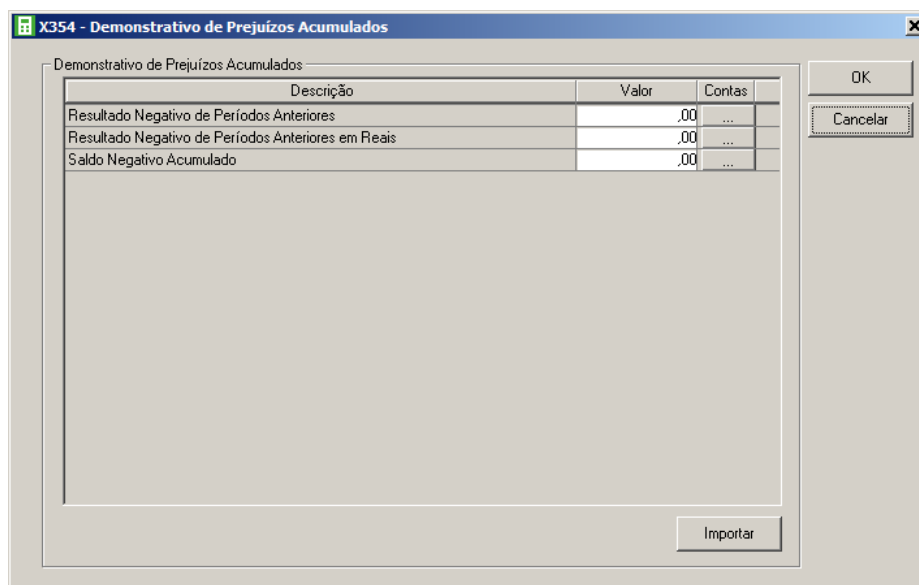 X354 - Demonstrativo de Prejuízos Acumulados
Demonstrativo de Prejuízos Acumulados
Descrição Valor Contas
Resultado Negativo de Períodos Anteriores ,00 ...
Resultado Negativo de Períodos Anteriores em Reais ,00 ...
Saldo Negativo Acumulado ,00 ...
OK
Cancelar
Importar